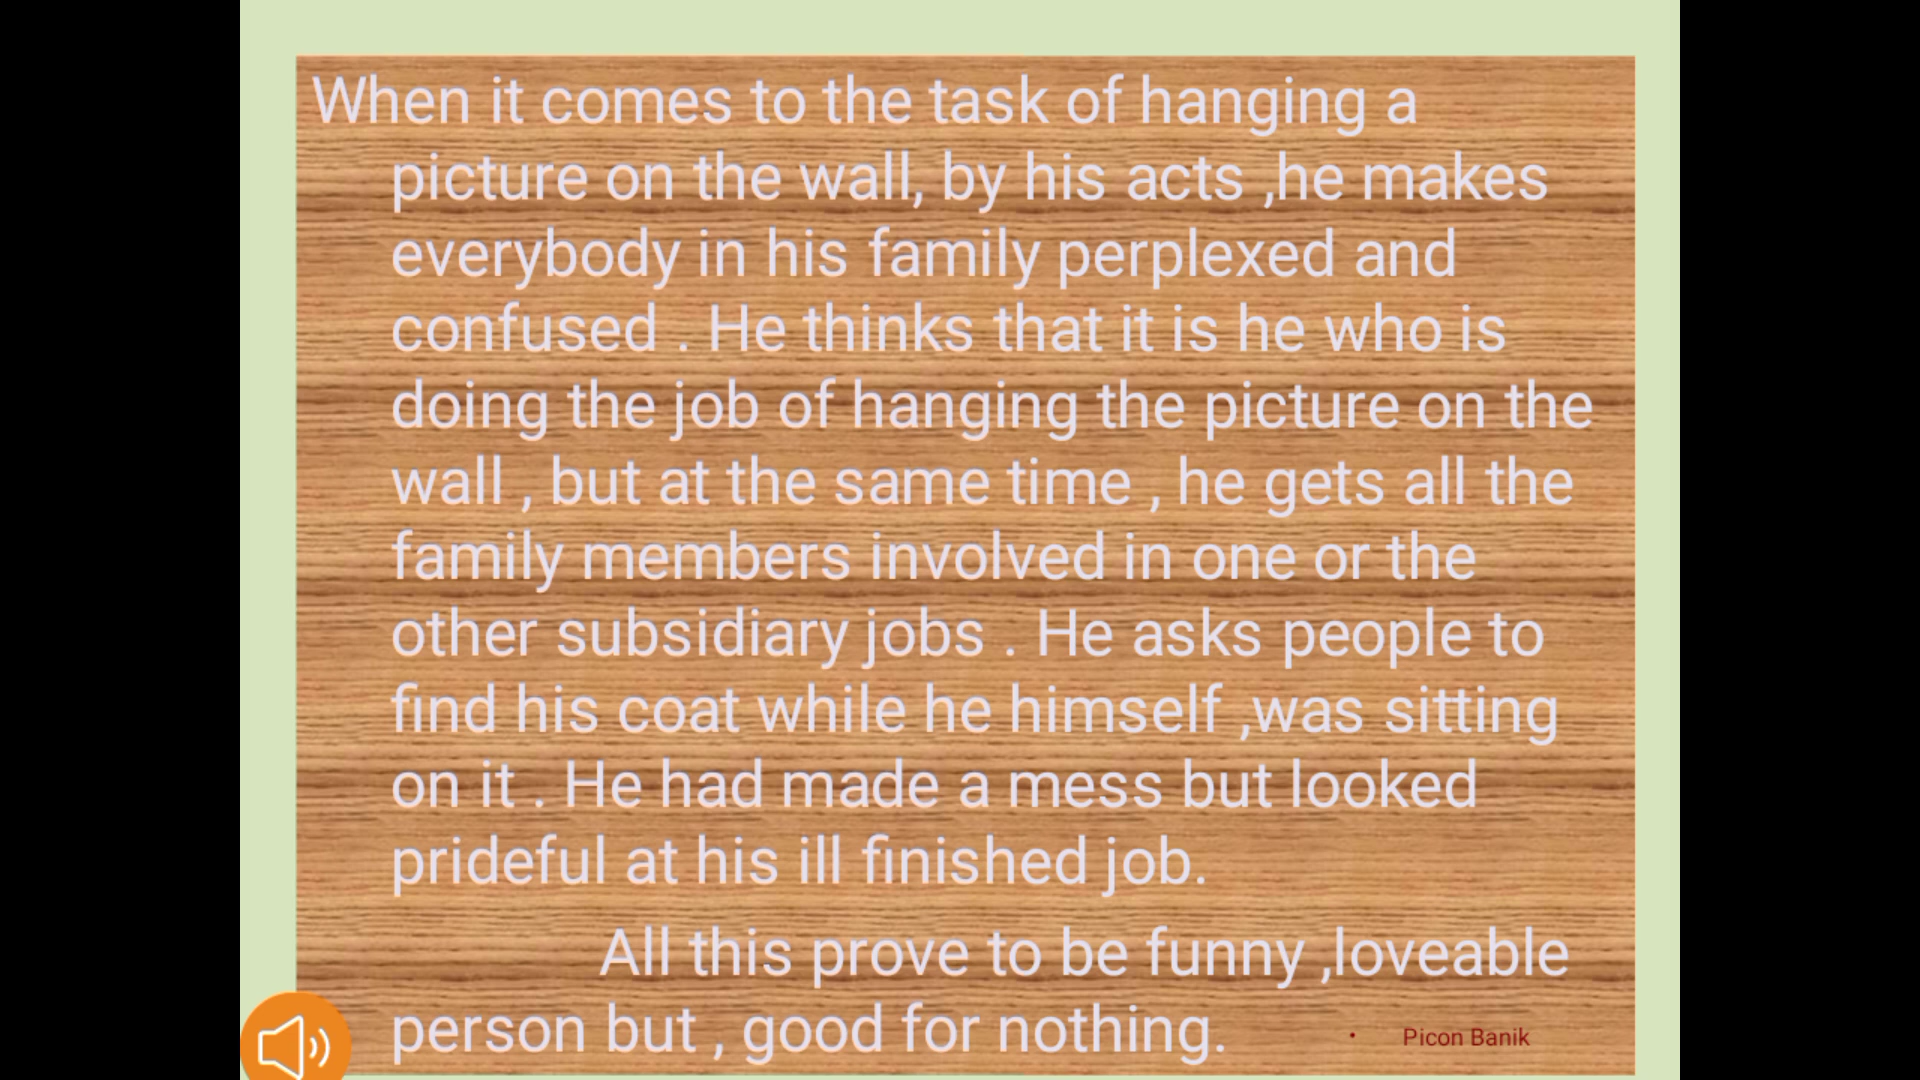 When it comes to the task of hanging a
picture on the wall, by his acts ,he makes
everybody in his family perplexed and
confused . He thinks that it is he who is
doing the job of hanging the picture on the
wall , but at the same time , he gets all the
family members involved in one or the
other subsidiary jobs . He asks people to
find his coat while he himself ,was sitting
on it . He had made a mess but looked
prideful at his ill finished job.
All this prove to be funny ,loveable
person but , good for nothing.
• Picon Banik